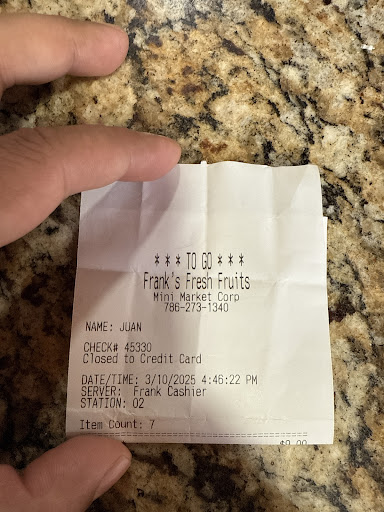 * * * TO GO * * *
Frank's Fresh Fruits
Mini Market Corp
786-273-1340
NAME: JUAN
CHECK# 45330
Closed to Credit Card
DATE/TIME: 3/10/2025 4:46:22 PM
SERVER: Frank Cashier
STATION: 02
Item Count: 7